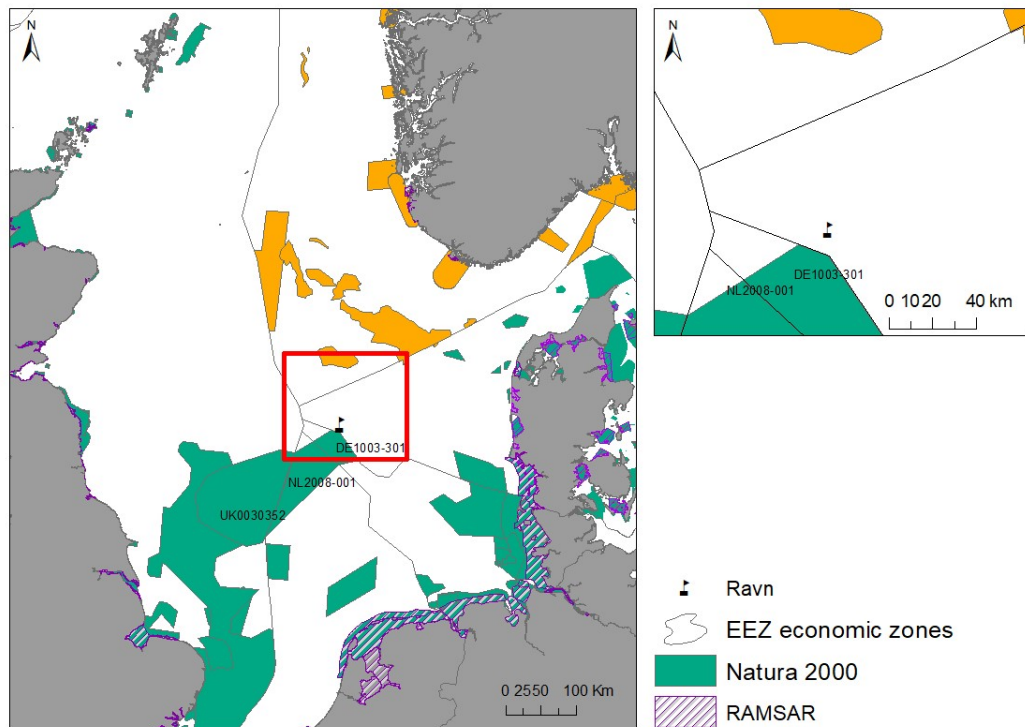 N
DE1003-301
NL2008-001
UK0030352
0 2550 100 Km
N
DE1003-301
NL2008-001
0 1020 40 km
Ravn
EEZ economic zones
Natura 2000
RAMSAR